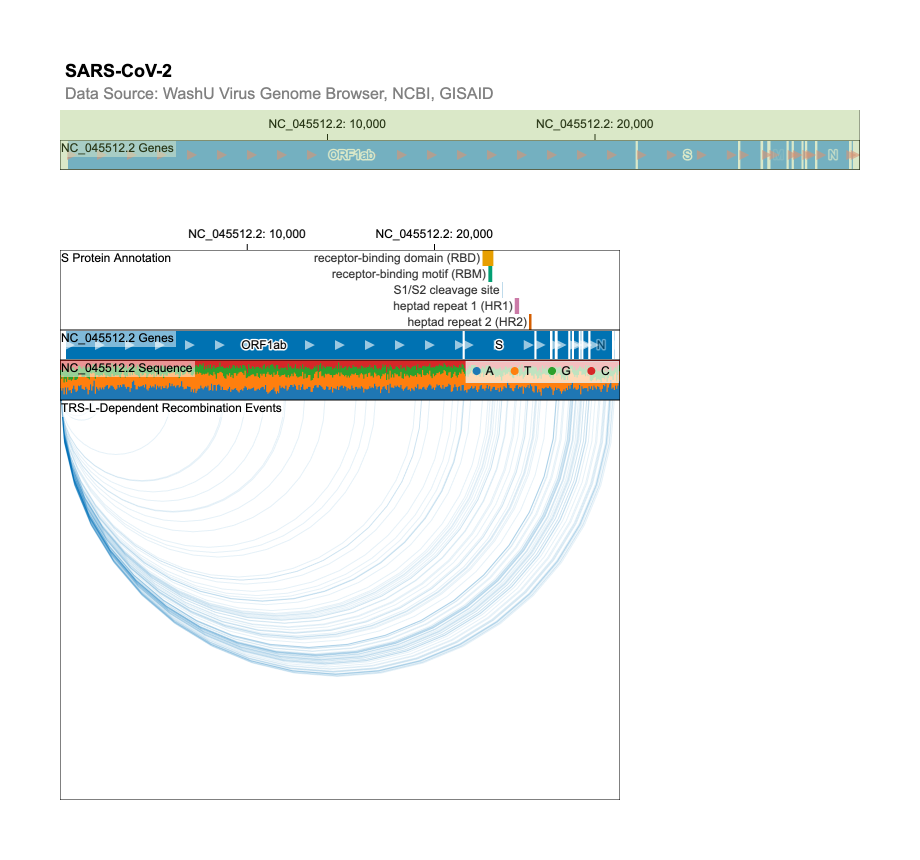 SARS-CoV-2
Data Source: WashU Virus Genome Browser, NCBI, GISAID
NC_045512.2: 10,000 NC_045512.2: 20,000
NC_045512.2 Genes ORF1ab S N
NC_045512.2: 10,000 NC_045512.2: 20,000
S Protein Annotation receptor-binding domain (RBD)
receptor-binding motif (RBM)
S1/S2 cleavage site
heptad repeat 1 (HR1)
heptad repeat 2 (HR2)
NC_045512.2 Genes ORF1ab S N
NC_045512.2 Sequence A T G C
TRS-L-Dependent Recombination Events